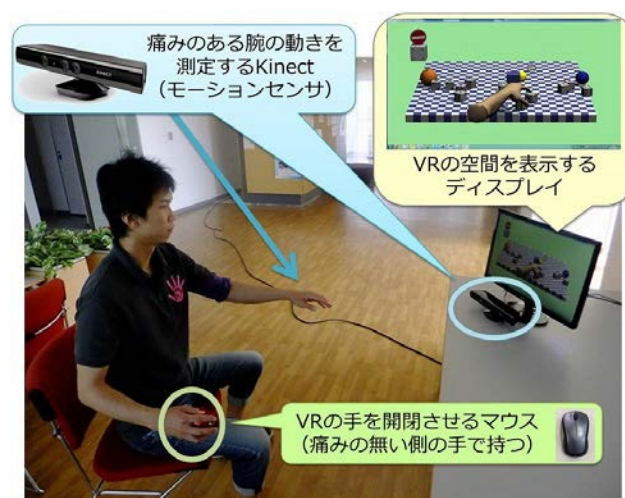 痛みのある腕の動きを
測定するKinect
(モーションセンサ)
KINECT
VRの空間を表示する
ディスプレイ
VRの手を開閉させるマウス
(痛みの無い側の手で持つ)